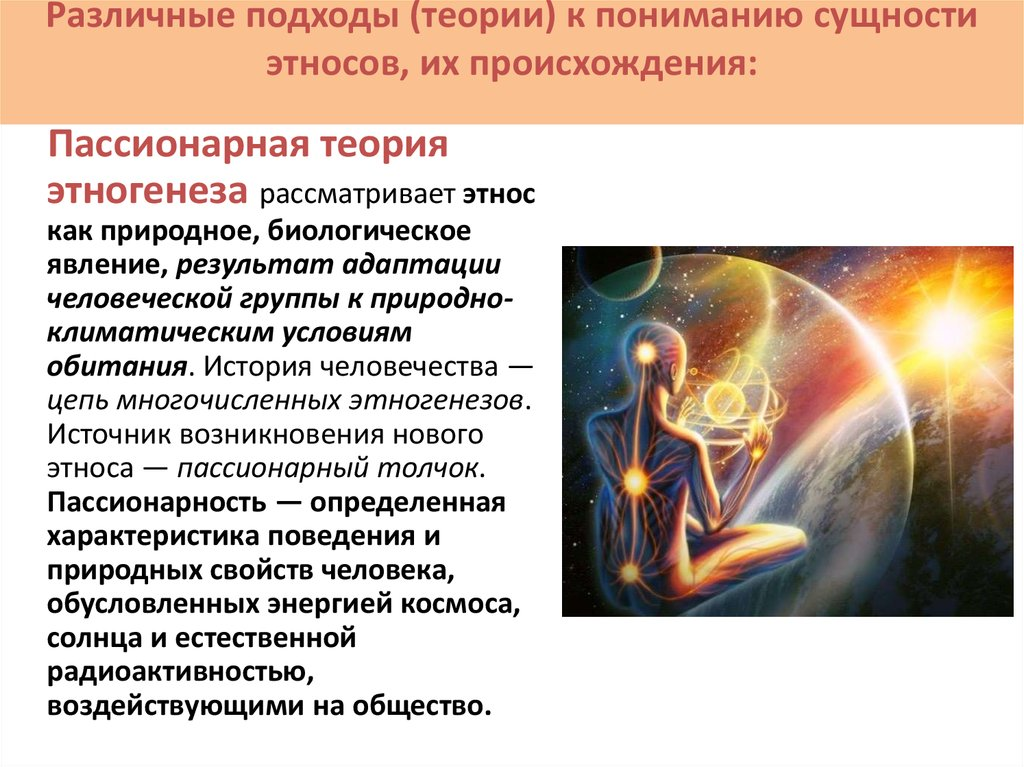 Различные подходы (теории) к пониманию сущности
этносов, их происхождения:
Пассионарная теория
этногенеза рассматривает этнос
как природное, биологическое
явление, результат адаптации
человеческой группы к природно-
климатическим условиям
обитания. История человечества —
цепь многочисленных этногенезов.
Источник возникновения нового
этноса — пассионарный толчок.
Пассионарность — определенная
характеристика поведения и
природных свойств человека,
обусловленных энергией космоса,
солнца и естественной
радиоактивностью,
воздействующими на общество.